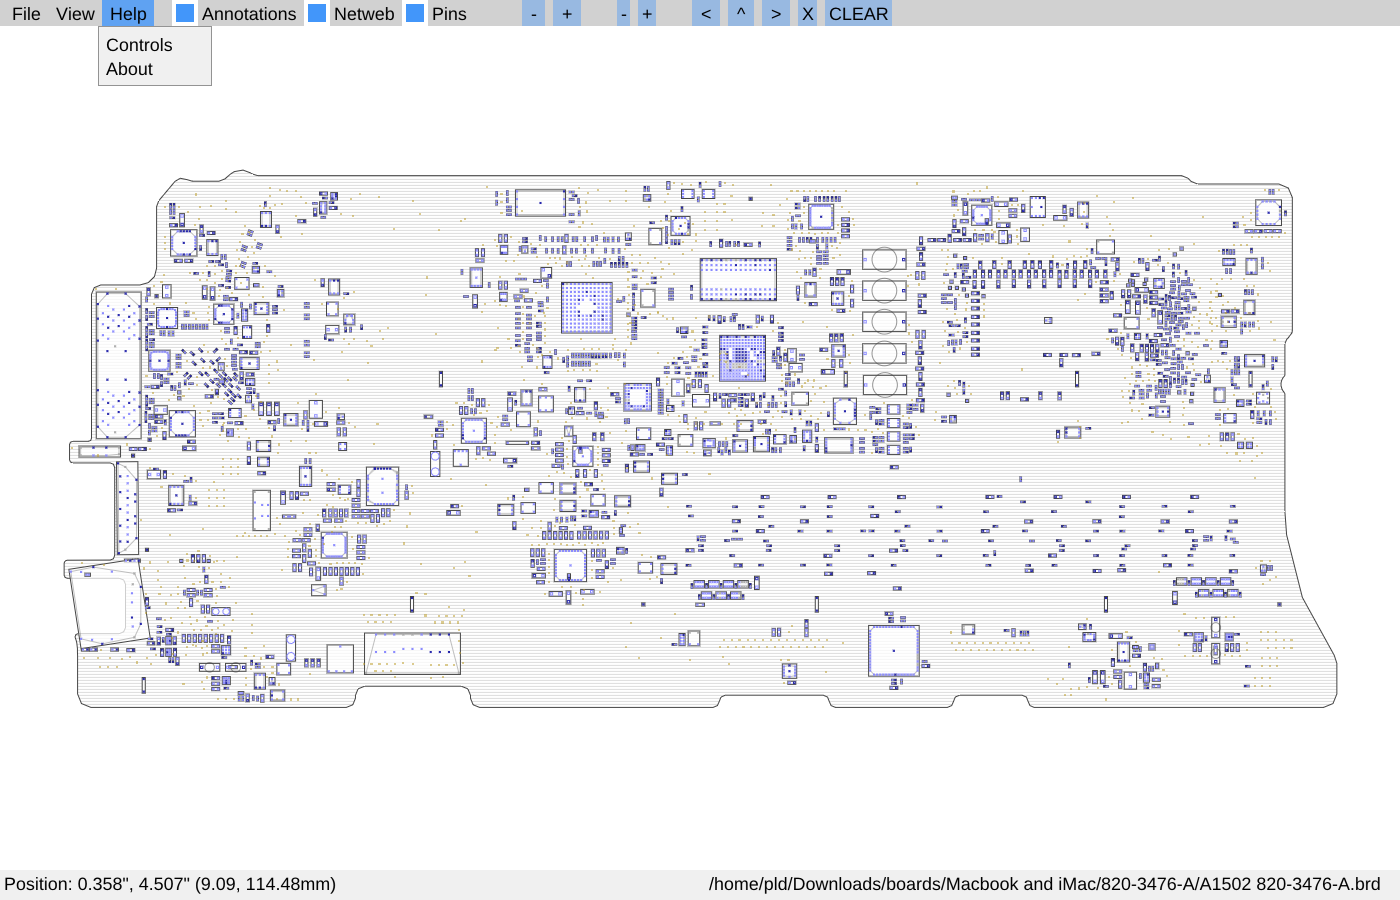 File View Help Annotations Netweb Pins - + - + < ^ > X CLEAR
Controls
About
Position: 0.358", 4.507" (9.09, 114.48mm) /home/pld/Downloads/boards/Macbook and iMac/820-3476-A/A1502 820-3476-A.brd